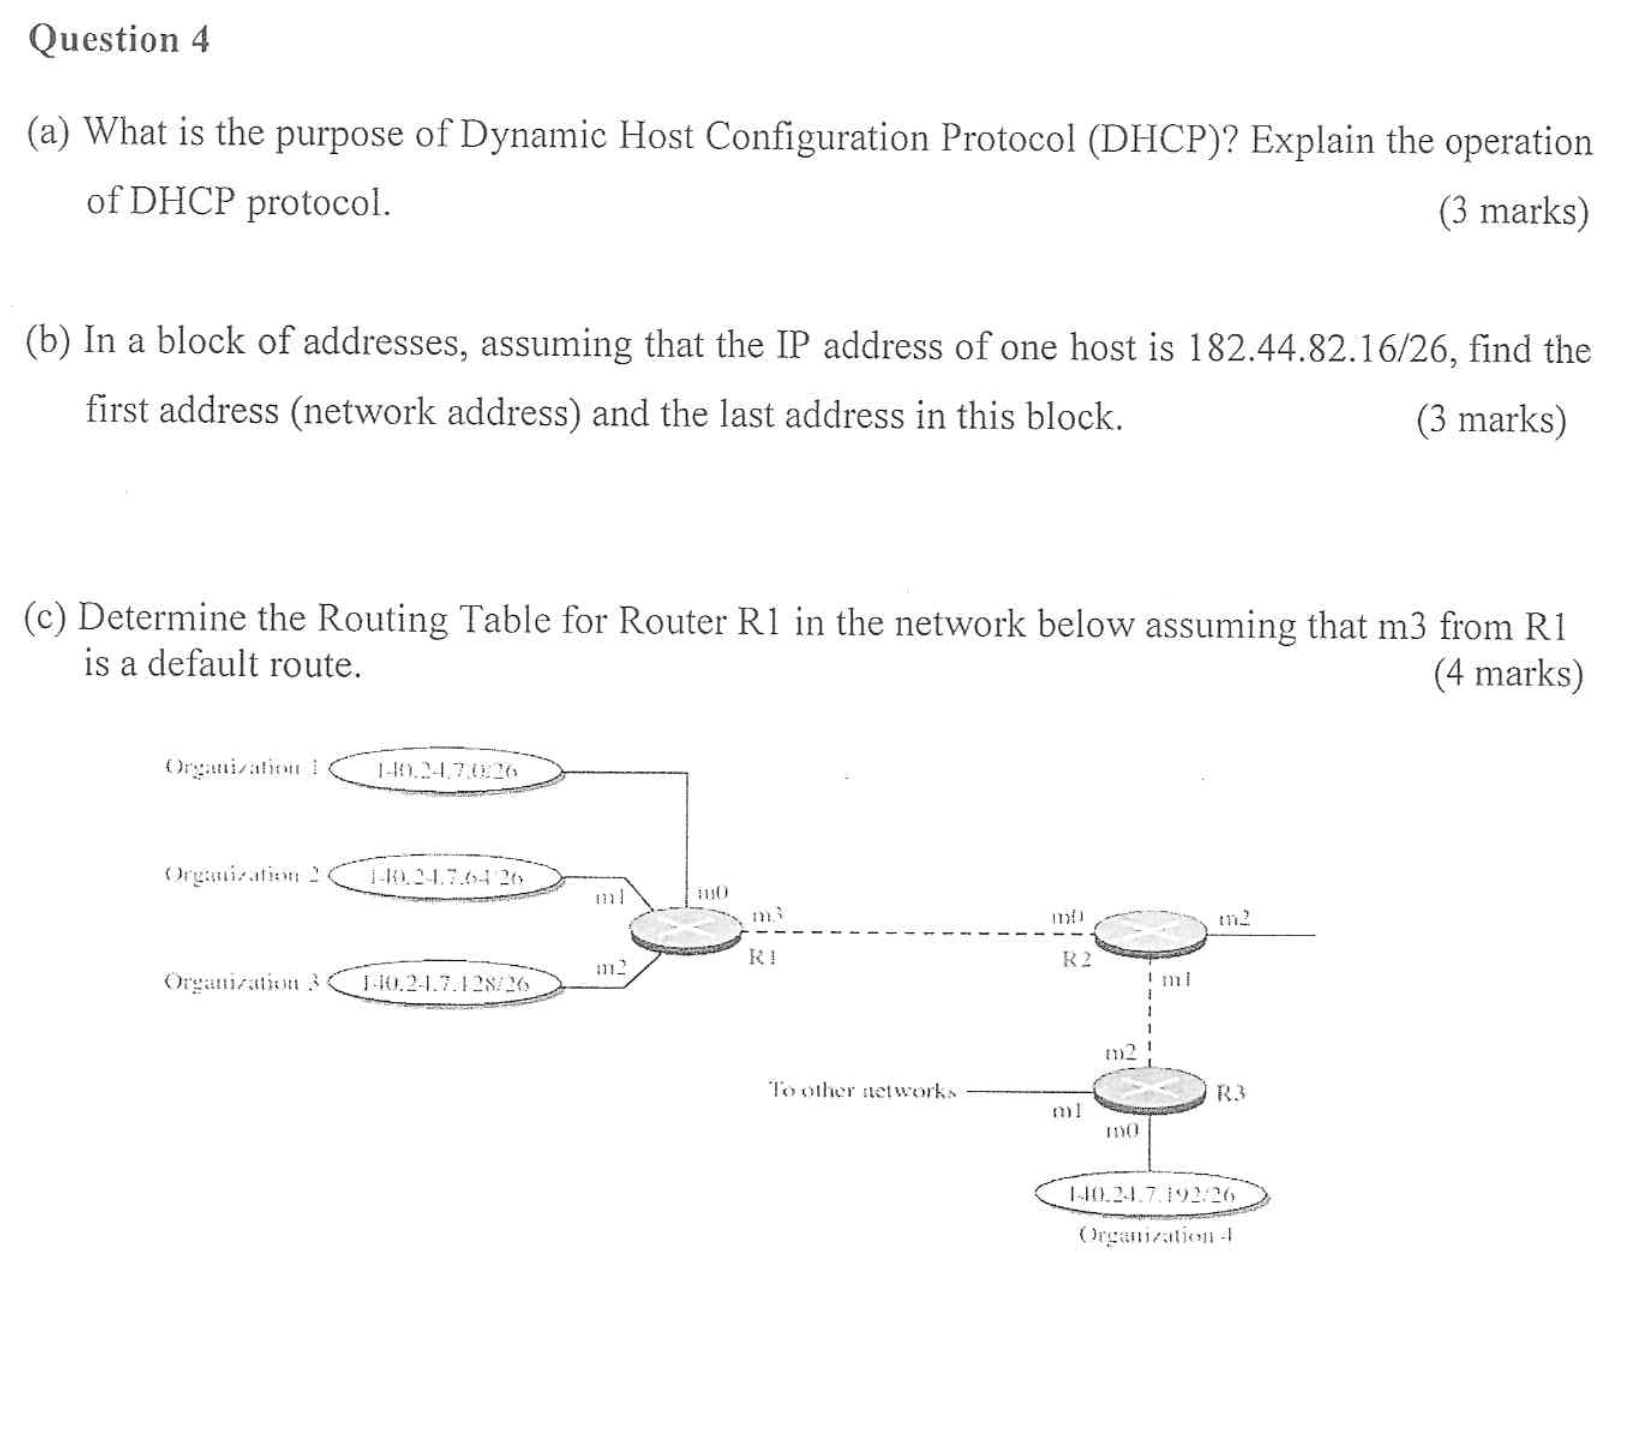 Question 4
(a) What is the purpose of Dynamic Host Configuration Protocol (DHCP)? Explain the operation
of DHCP protocol. (3 marks)
(b) In a block of addresses, assuming that the IP address of one host is 182.44.82.16/26, find the
first address (network address) and the last address in this block. (3 marks)
(c) Determine the Routing Table for Router R1 in the network below assuming that m3 from R1
is a default route. (4 marks)
Organization 1 140.24.7.0/26
Organization 2 140.24.7.64/26
m1 m0
m3 m0 m2
R1 R2
Organization 3 140.24.7.128/26 m2
m1
m2
To other networks R3
m1
m0
140.24.7.192/26
Organization 4